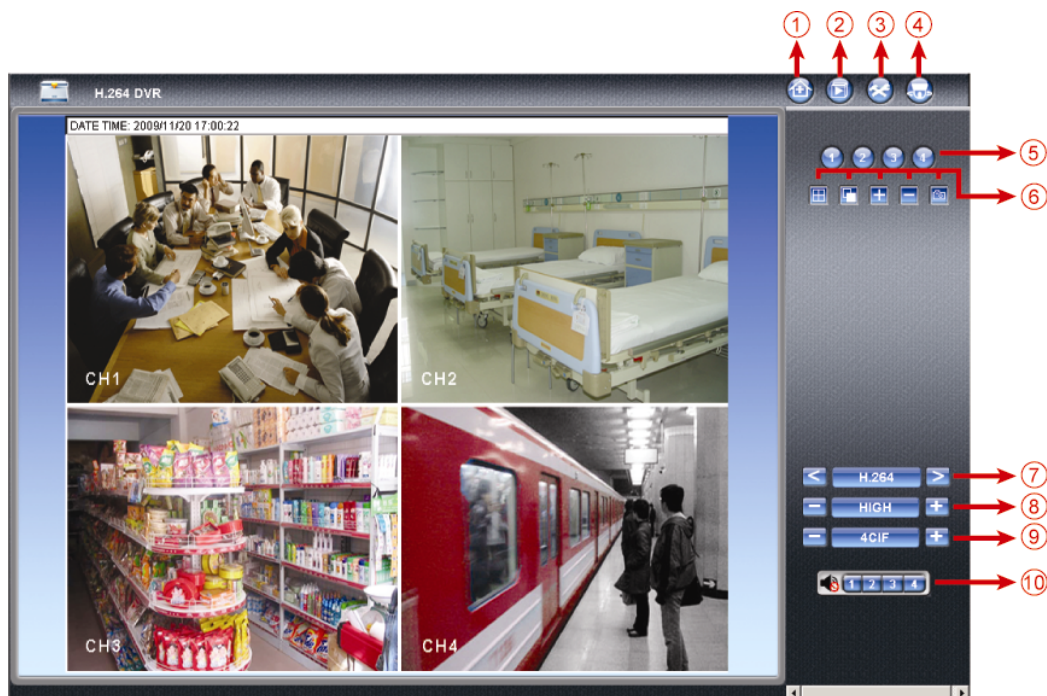 1 2 3 4
H.264 DVR
DATE TIME: 2009/11/20 17:00:22
1 2 3 4 5
6
CH1
CH2
CH3
CH4
< H.264 > 7
− HIGH + 8
− 4CIF + 9
1 2 3 4 10